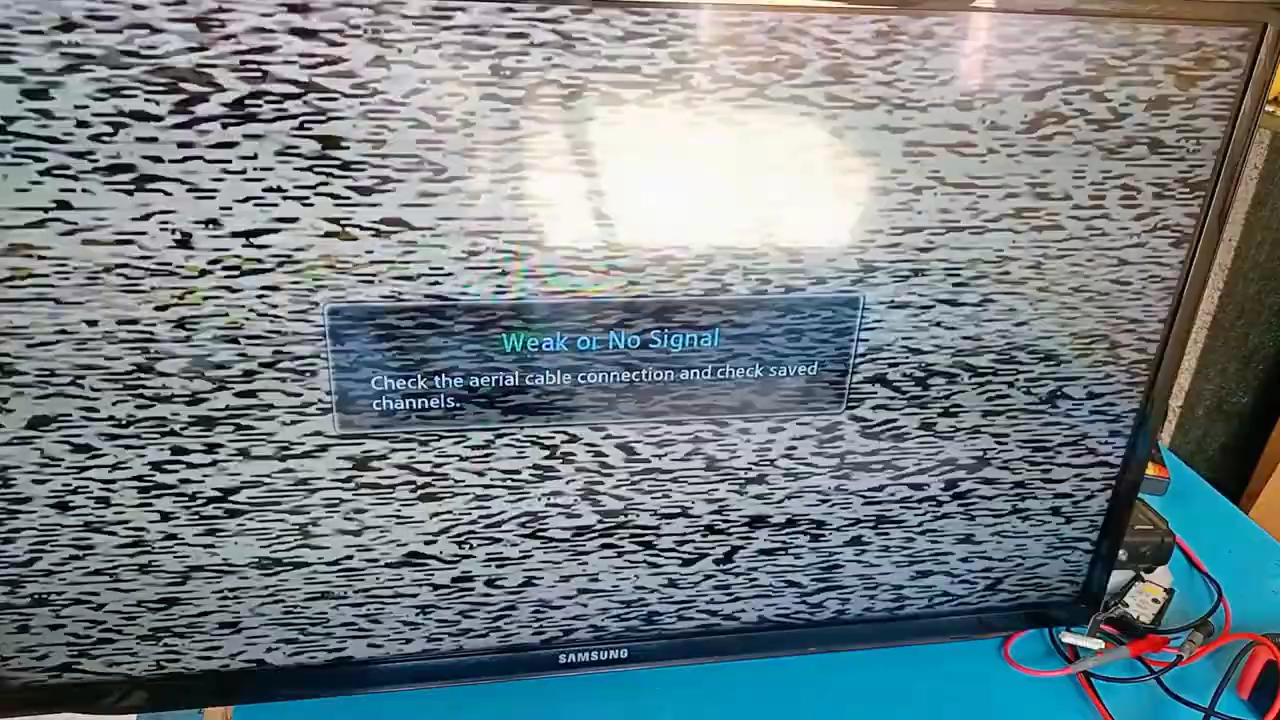 Weak or No Signal
Check the aerial cable connection and check saved
channels.
SAMSUNG